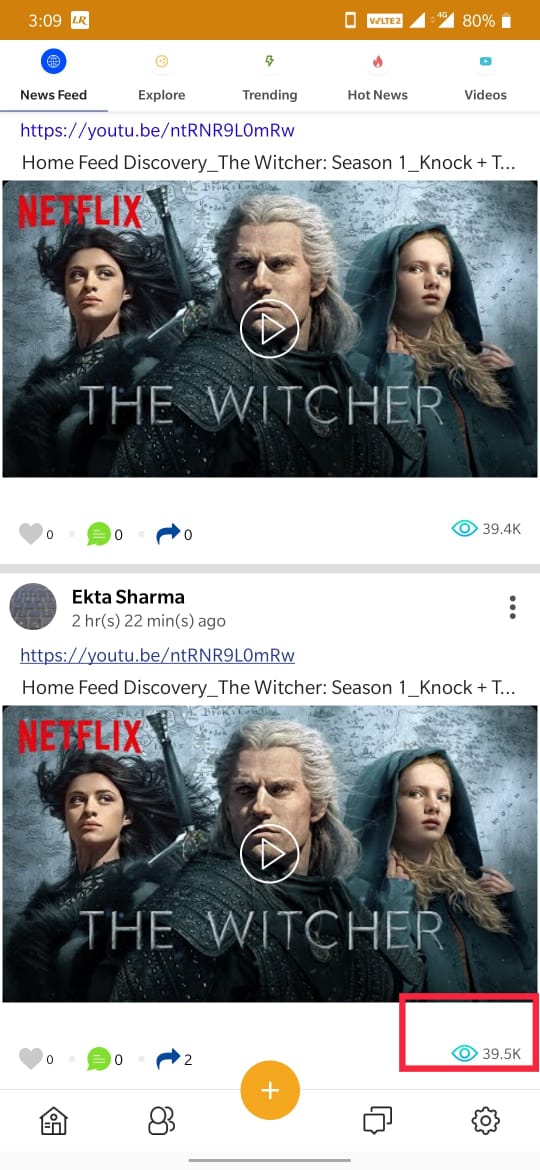 3:09 LR VoLTE2 4G 80%
News Feed Explore Trending Hot News Videos
https://youtu.be/ntRNR9L0mRw
Home Feed Discovery_The Witcher: Season 1_Knock + T...
NETFLIX
THE WITCHER
0 0 0 39.4K
Ekta Sharma
2 hr(s) 22 min(s) ago
https://youtu.be/ntRNR9L0mRw
Home Feed Discovery_The Witcher: Season 1_Knock + T...
NETFLIX
THE WITCHER
0 0 2 39.5K